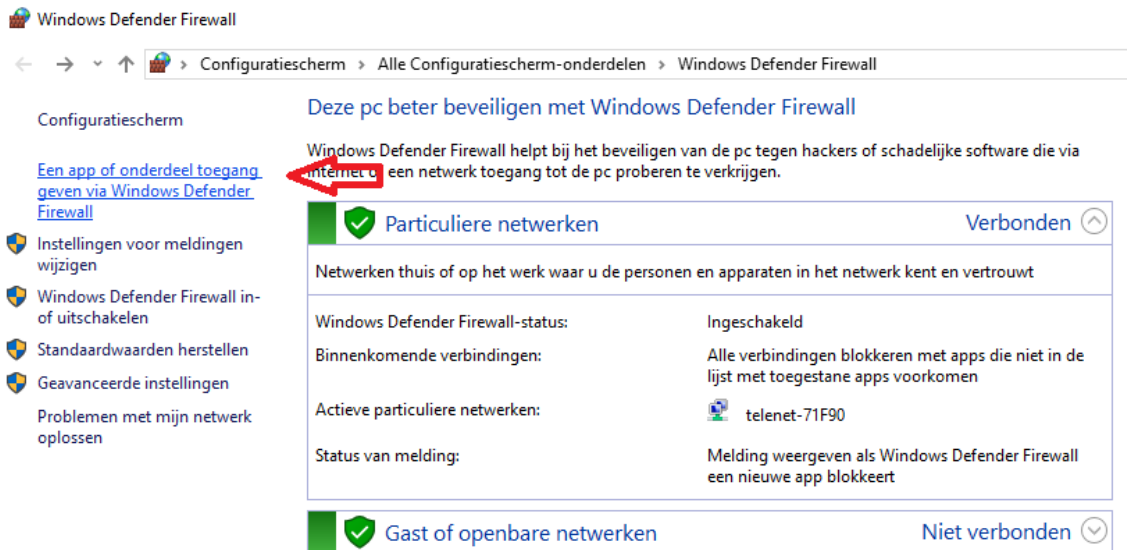 Windows Defender Firewall
Configuratiescherm > Alle Configuratiescherm-onderdelen > Windows Defender Firewall
Configuratiescherm
Een app of onderdeel toegang
geven via Windows Defender
Firewall
Instellingen voor meldingen
wijzigen
Windows Defender Firewall in-
of uitschakelen
Standaardwaarden herstellen
Geavanceerde instellingen
Problemen met mijn netwerk
oplossen
Deze pc beter beveiligen met Windows Defender Firewall
Windows Defender Firewall helpt bij het beveiligen van de pc tegen hackers of schadelijke software die via
internet of een netwerk toegang tot de pc proberen te verkrijgen.
Particuliere netwerken Verbonden
Netwerken thuis of op het werk waar u de personen en apparaten in het netwerk kent en vertrouwt
Windows Defender Firewall-status: Ingeschakeld
Binnenkomende verbindingen: Alle verbindingen blokkeren met apps die niet in de
lijst met toegestane apps voorkomen
Actieve particuliere netwerken: telenet-71F90
Status van melding: Melding weergeven als Windows Defender Firewall
een nieuwe app blokkeert
Gast of openbare netwerken Niet verbonden